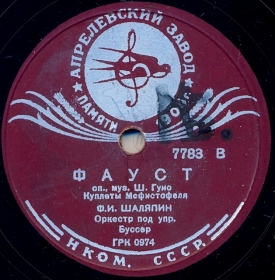 АПРЕЛЕВСКИЙ ЗАВОД
ПАМЯТИ
7783 В
ФАУСТ
оп., муз. Ш. Гуно
Куплеты Мефистофеля
Ф.И. ШАЛЯПИН
Оркестр под упр.
Буссер
ГРК 0974
НКОМ. СССР